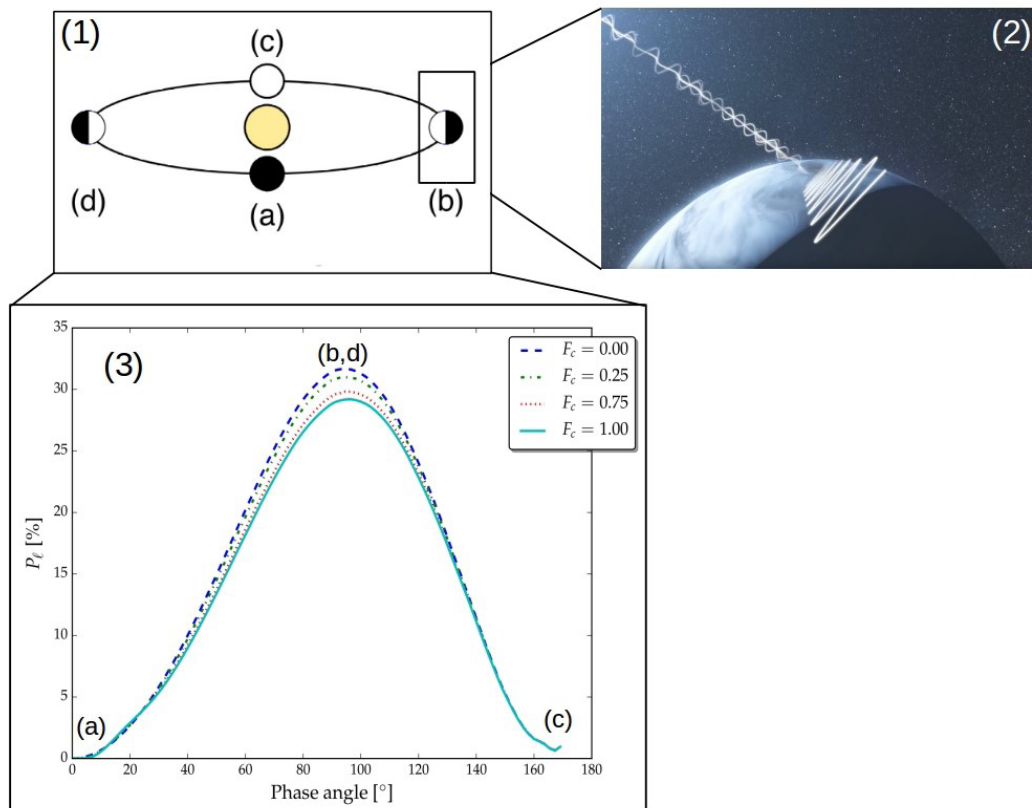 (1)
(c)
(d)
(b)
(a)
(2)
(3)
(b,d)
F_c = 0.00
F_c = 0.25
F_c = 0.75
F_c = 1.00
35
30
25
20
15
10
5
0
P_ℓ [%]
(a)
(c)
0 20 40 60 80 100 120 140 160 180
Phase angle [°]